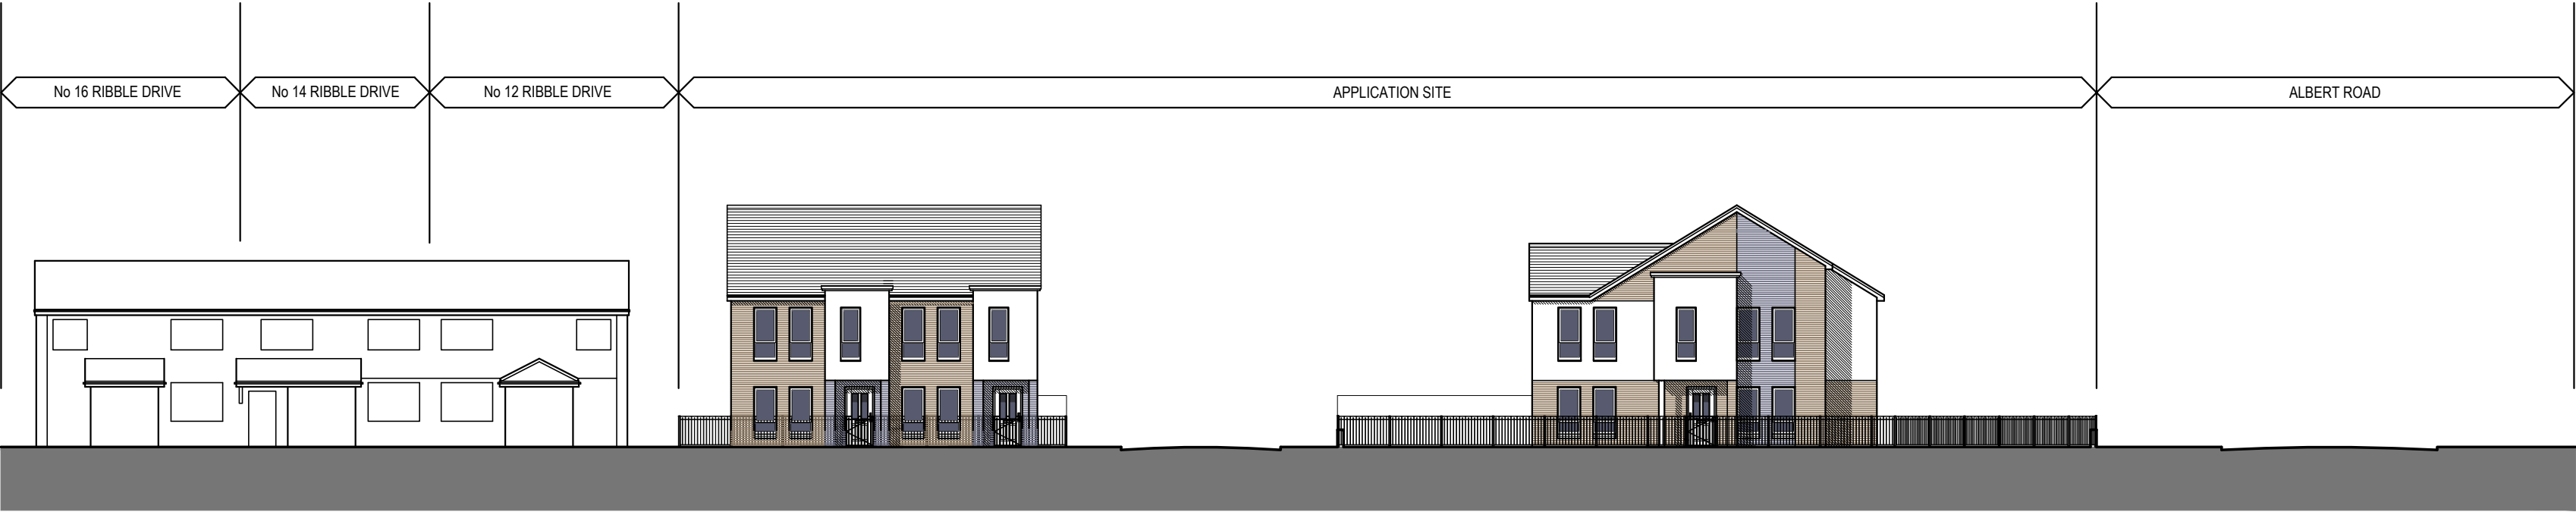 No 16 RIBBLE DRIVE
No 14 RIBBLE DRIVE
No 12 RIBBLE DRIVE
APPLICATION SITE
ALBERT ROAD